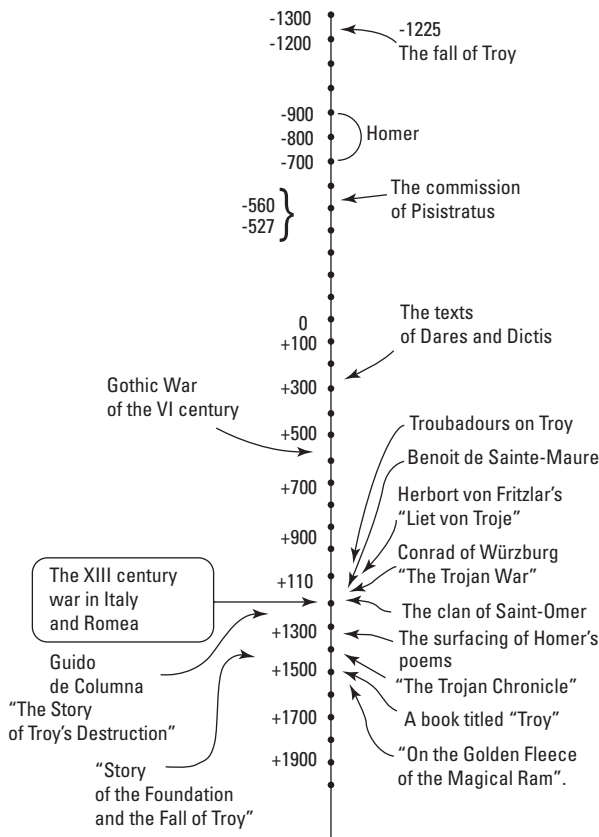 -1300
-1200
-1225
The fall of Troy
-900
-800
-700
Homer
-560
-527
The commission
of Pisistratus
0
+100
The texts
of Dares and Dictis
+300
Gothic War
of the VI century
+500
Troubadours on Troy
Benoit de Sainte-Maure
+700
Herbort von Fritzlar's
"Liet von Troje"
+900
Conrad of Würzburg
"The Trojan War"
+110
The XIII century
war in Italy
and Romea
The clan of Saint-Omer
+1300
The surfacing of Homer's
poems
Guido
de Columna
"The Story
of Troy's Destruction"
+1500
"The Trojan Chronicle"
+1700
A book titled "Troy"
+1900
"On the Golden Fleece
of the Magical Ram".
"Story
of the Foundation
and the Fall of Troy"